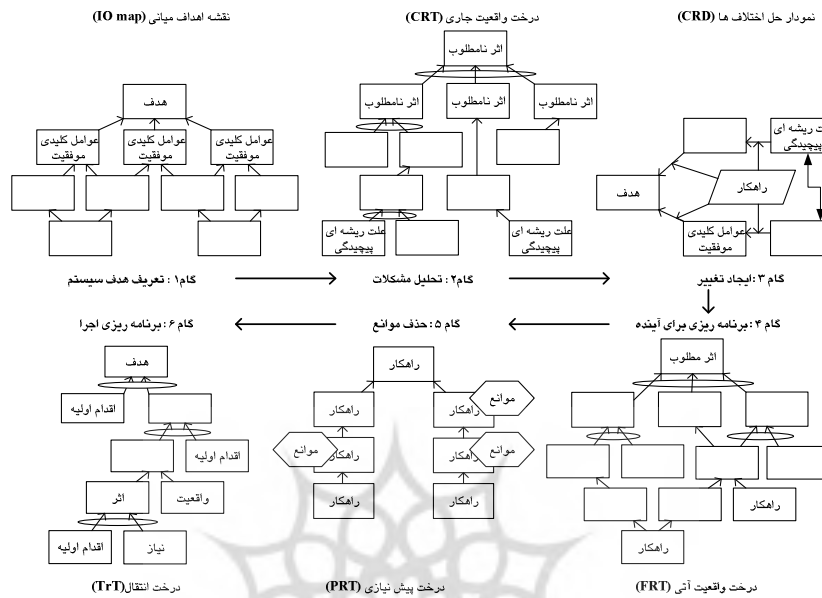 نقشه اهداف میانی (IO map)
هدف
عوامل کلیدی
موفقیت
عوامل کلیدی
موفقیت
عوامل کلیدی
موفقیت
گام۱ : تعریف هدف سیستم
درخت واقعیت جاری (CRT)
اثر نامطلوب
اثر نامطلوب
اثر نامطلوب
اثر نامطلوب
علت ریشه ای
پیچیدگی
علت ریشه ای
پیچیدگی
گام۲ : تحلیل مشکلات
نمودار حل اختلاف ها (CRD)
علت ریشه ای
پیچیدگی
راهکار
هدف
عوامل کلیدی
موفقیت
گام ۳ :ایجاد تغییر
گام ۴ : برنامه ریزی برای آینده
اثر مطلوب
راهکار
راهکار
درخت واقعیت آتی (FRT)
گام ۵ : حذف موانع
راهکار
موانع
راهکار
راهکار
موانع
راهکار
راهکار
موانع
راهکار
راهکار
درخت پیش نیازی (PRT)
گام ۶ : برنامه ریزی اجرا
هدف
اقدام اولیه
اقدام اولیه
اثر
واقعیت
اقدام اولیه
نیاز
درخت انتقال(TrT)